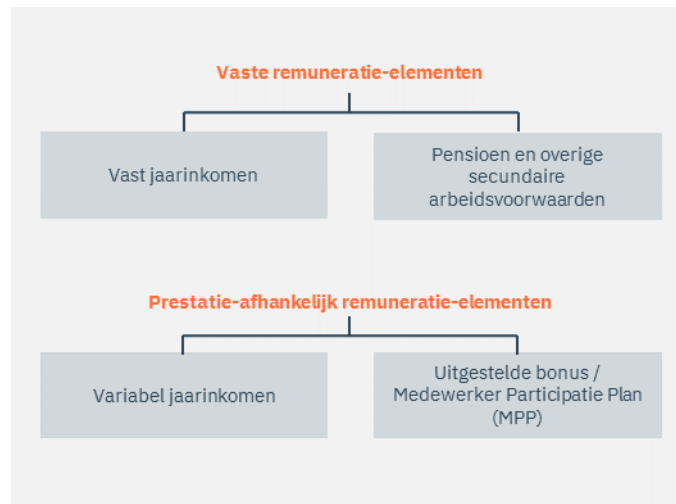 Vaste remuneratie-elementen
Vast jaarinkomen
Pensioen en overige
secundaire
arbeidsvoorwaarden
Prestatie-afhankelijk remuneratie-elementen
Variabel jaarinkomen
Uitgestelde bonus /
Medewerker Participatie Plan
(MPP)